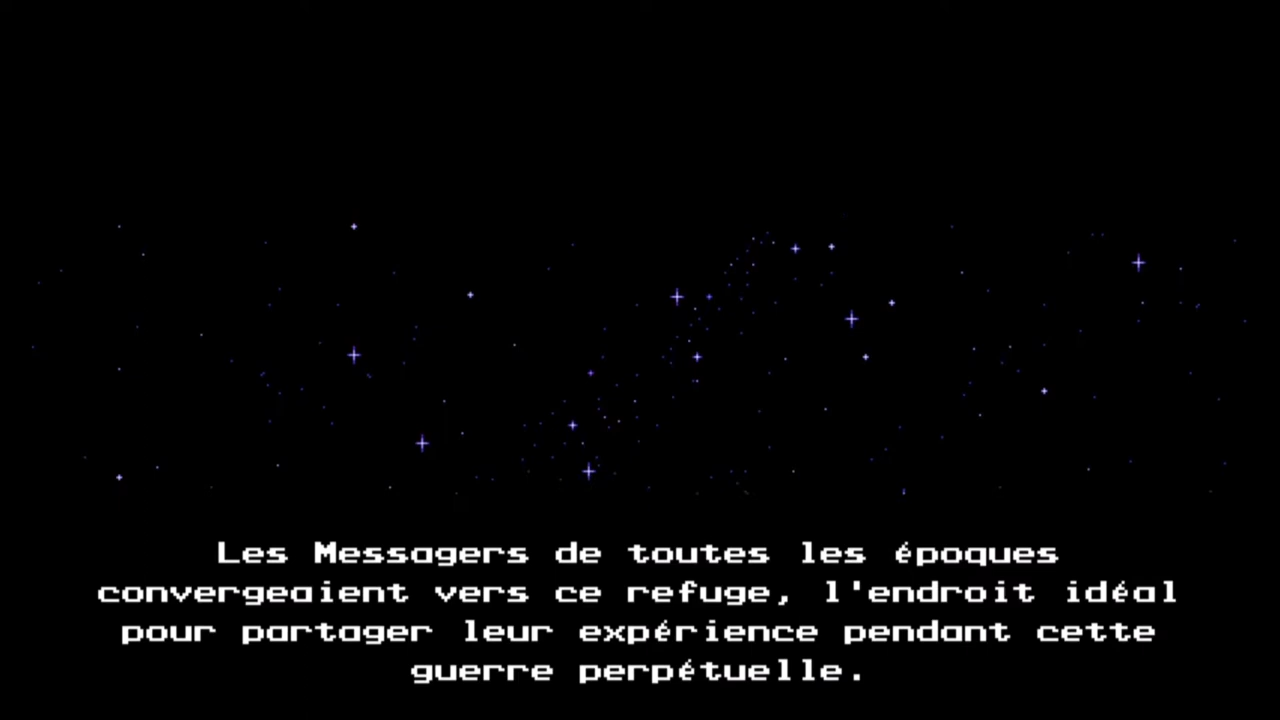 Les Messagers de toutes les époques
convergeaient vers ce refuge, l'endroit idéal
pour partager leur expérience pendant cette
guerre perpétuelle.